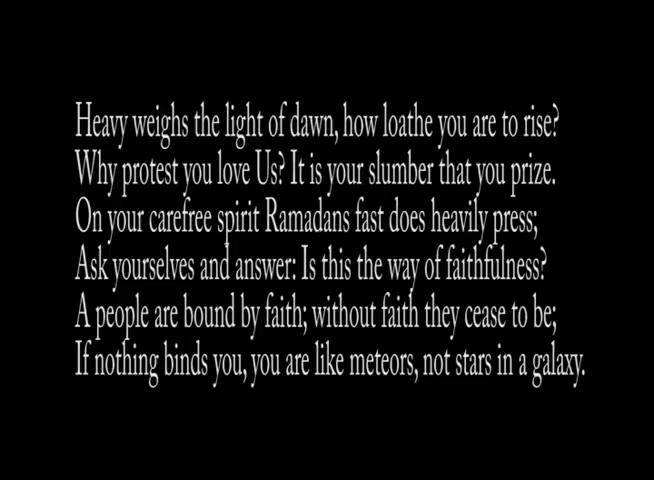 Heavy weighs the light of dawn, how loathe you are to rise?
Why protest you love Us? It is your slumber that you prize.
On your carefree spirit Ramadans fast does heavily press;
Ask yourselves and answer: Is this the way of faithfulness?
A people are bound by faith; without faith they cease to be;
If nothing binds you, you are like meteors, not stars in a galaxy.